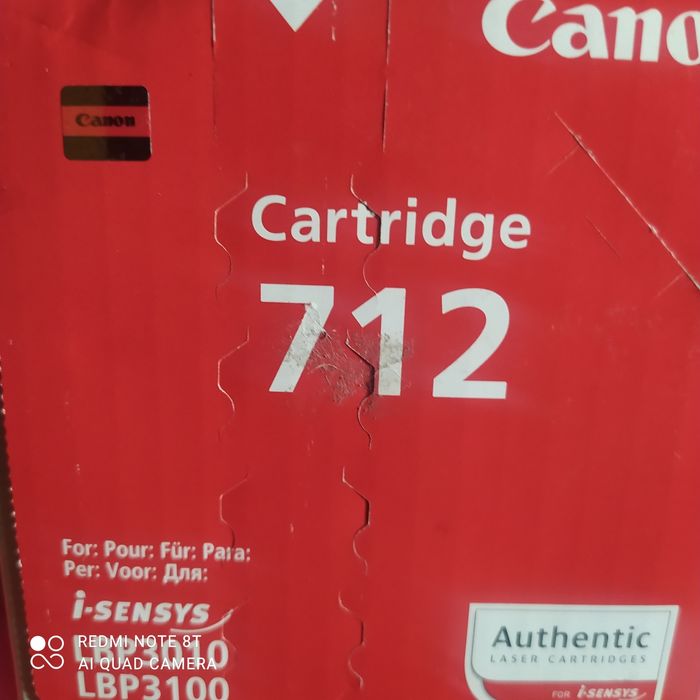 Canon
Canon
Cartridge
712
For: Pour: Für: Para:
Per: Voor: Для:
i-SENSYS
REDMI NOTE 8T
AI QUAD CAMERA
LBP3100
Authentic
LASER CARTRIDGES
FOR i-SENSYS